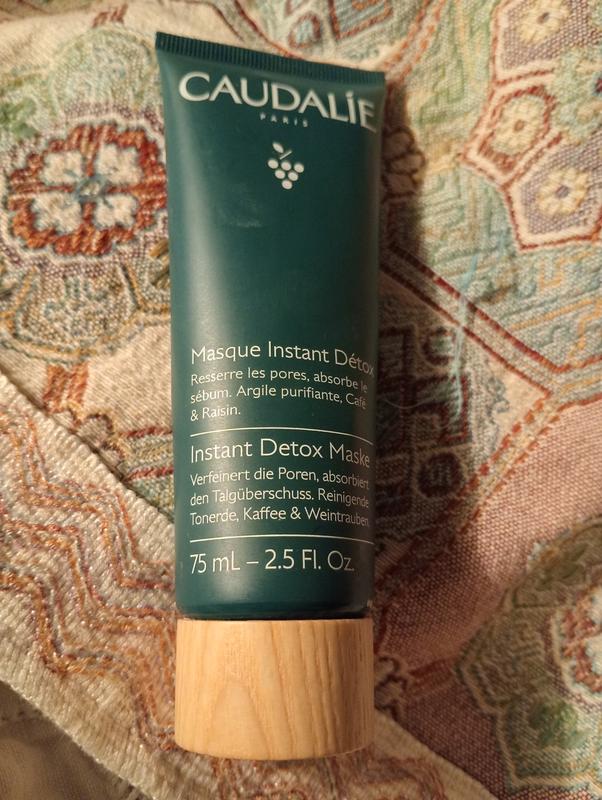 CAUDALÍE
PARIS
Masque Instant Détox
Resserre les pores, absorbe le
sébum. Argile purifiante, Café
& Raisin.
Instant Detox Maske
Verfeinert die Poren, absorbiert
den Talgüberschuss. Reinigende
Tonerde, Kaffee & Weintrauben.
75 mL – 2.5 Fl. Oz.